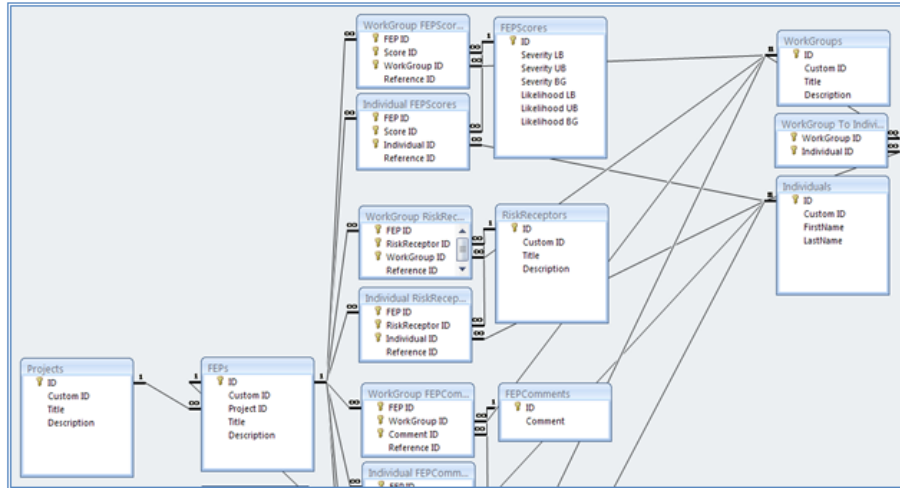 WorkGroup FEPScor...
FEP ID
Score ID
WorkGroup ID
Reference ID
FEPScores
ID
Severity LB
Severity UB
Severity BG
Likelihood LB
Likelihood UB
Likelihood BG
WorkGroups
ID
Custom ID
Title
Description
Individual FEPScores
FEP ID
Score ID
Individual ID
Reference ID
WorkGroup To Indivi...
WorkGroup ID
Individual ID
Individuals
ID
Custom ID
FirstName
LastName
WorkGroup RiskRec...
FEP ID
RiskReceptor ID
WorkGroup ID
Reference ID
RiskReceptors
ID
Custom ID
Title
Description
Individual RiskRecep...
FEP ID
RiskReceptor ID
Individual ID
Reference ID
Projects
ID
Custom ID
Title
Description
FEPs
ID
Custom ID
Project ID
Title
Description
WorkGroup FEPCom...
FEP ID
WorkGroup ID
Comment ID
Reference ID
FEPComments
ID
Comment
Individual FEPComm...
FEP ID